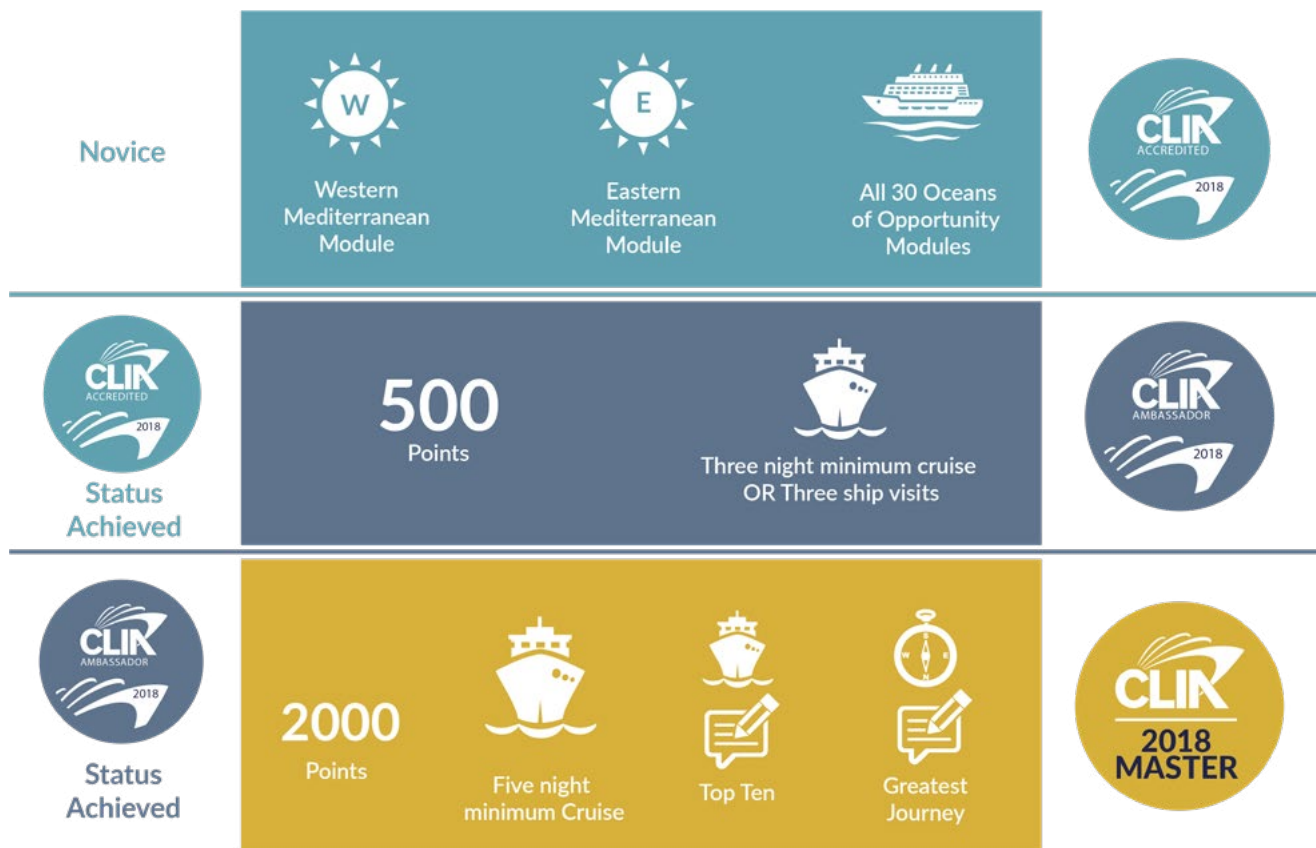 Novice
W
Western
Mediterranean
Module
E
Eastern
Mediterranean
Module
All 30 Oceans
of Opportunity
Modules
CLIA
ACCREDITED
2018
CLIA
ACCREDITED
2018
Status
Achieved
500
Points
Three night minimum cruise
OR Three ship visits
CLIA
AMBASSADOR
2018
CLIA
AMBASSADOR
2018
Status
Achieved
2000
Points
Five night
minimum Cruise
Top Ten
S
W E
N
Greatest
Journey
CLIA
2018
MASTER